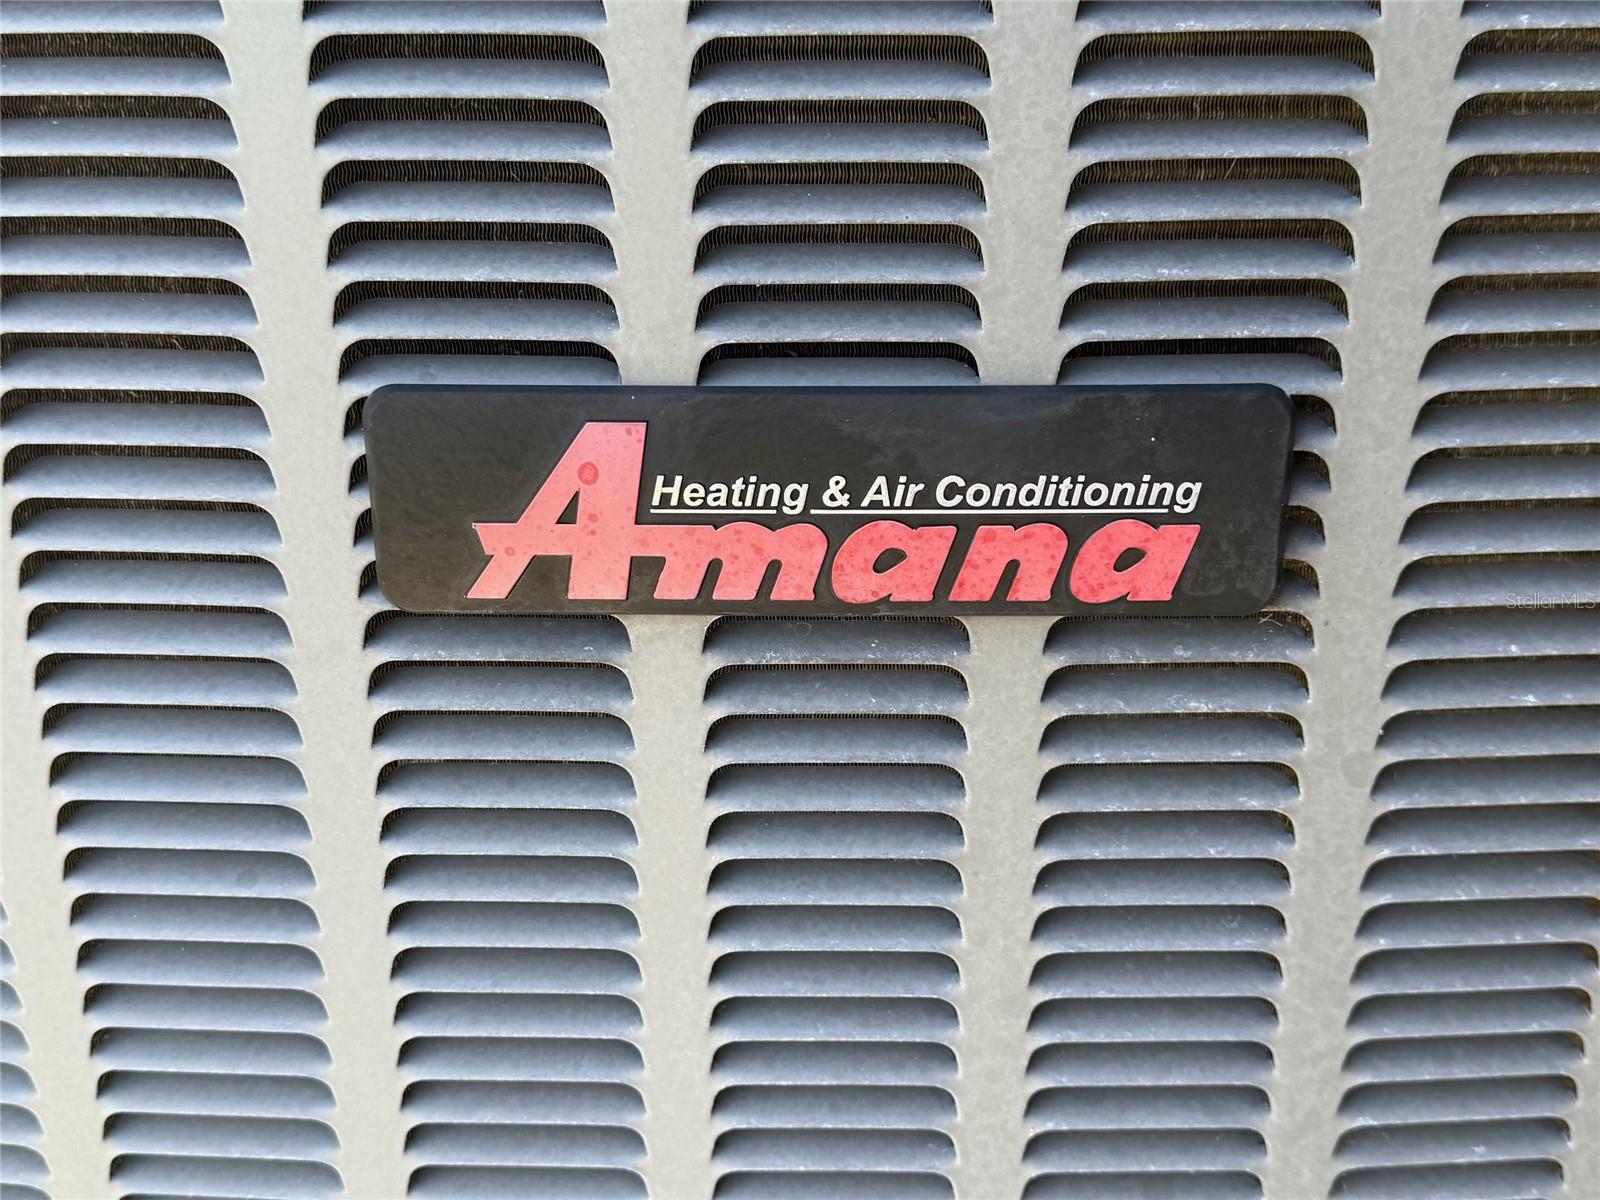 Heating & Air Conditioning
Amana
StellarMLS